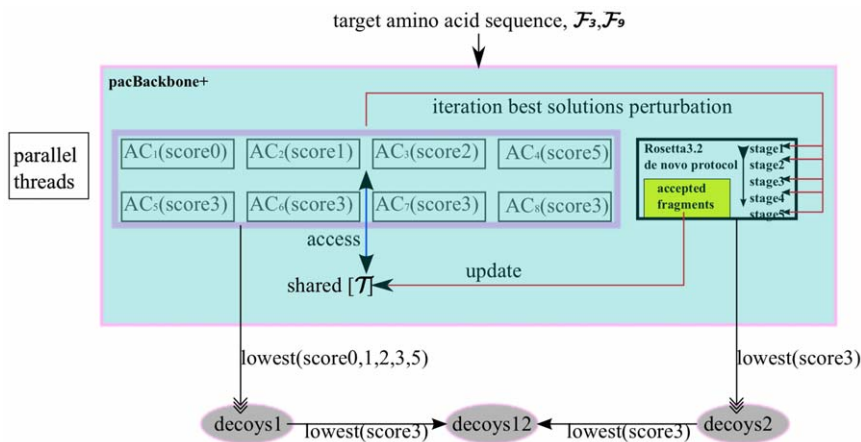 target amino acid sequence, 𝓕₃,𝓕₉
pacBackbone+
iteration best solutions perturbation
parallel
threads
AC₁(score0)
AC₂(score1)
AC₃(score2)
AC₄(score5)
AC₅(score3)
AC₆(score3)
AC₇(score3)
AC₈(score3)
Rosetta3.2
de novo protocol
accepted
fragments
stage1
stage2
stage3
stage4
stage5
access
shared [𝓣]
update
lowest(score0,1,2,3,5)
lowest(score3)
decoys1
lowest(score3)
decoys12
lowest(score3)
decoys2